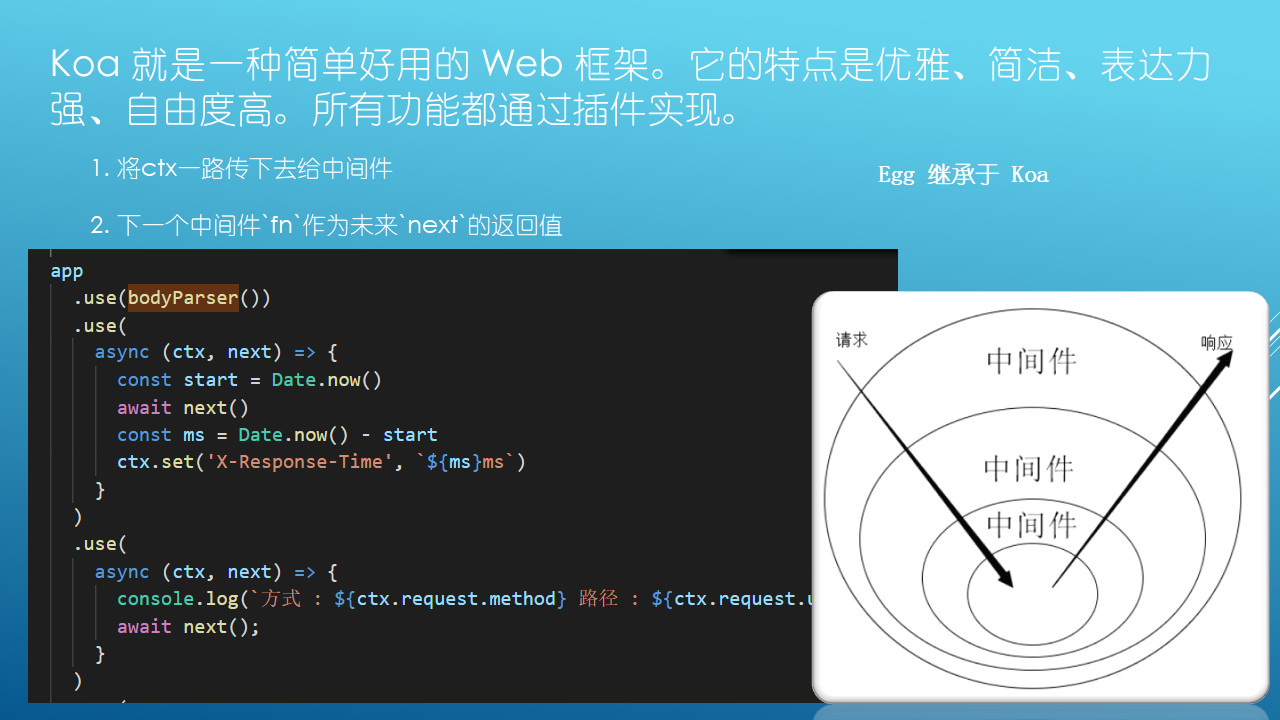 Koa 就是一种简单好用的 Web 框架。它的特点是优雅、简洁、表达力
强、自由度高。所有功能都通过插件实现。
1. 将ctx一路传下去给中间件
Egg 继承于 Koa
2. 下一个中间件`fn`作为未来`next`的返回值
app
.use(bodyParser())
.use(
async (ctx, next) => {
const start = Date.now()
await next()
const ms = Date.now() - start
ctx.set('X-Response-Time', `${ms}ms`)
}
)
.use(
async (ctx, next) => {
console.log(`方式 : ${ctx.request.method} 路径 : ${ctx.request.u
await next();
}
)
请求
响应
中间件
中间件
中间件